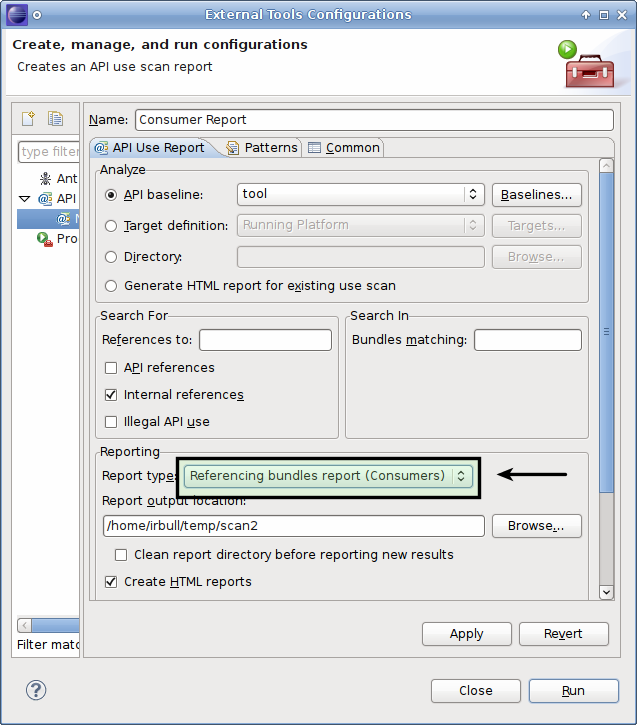 External Tools Configurations
Create, manage, and run configurations
Creates an API use scan report
Name: Consumer Report
type filter
API Use Report Patterns Common
Ant
API
Pro
Analyze
API baseline: tool Baselines...
Target definition: Running Platform Targets...
Directory: Browse...
Generate HTML report for existing use scan
Search For
References to:
API references
Internal references
Illegal API use
Search In
Bundles matching:
Reporting
Report type: Referencing bundles report (Consumers)
Report output location:
/home/irbull/temp/scan2 Browse...
Clean report directory before reporting new results
Create HTML reports
Filter matc
Apply Revert
Close Run